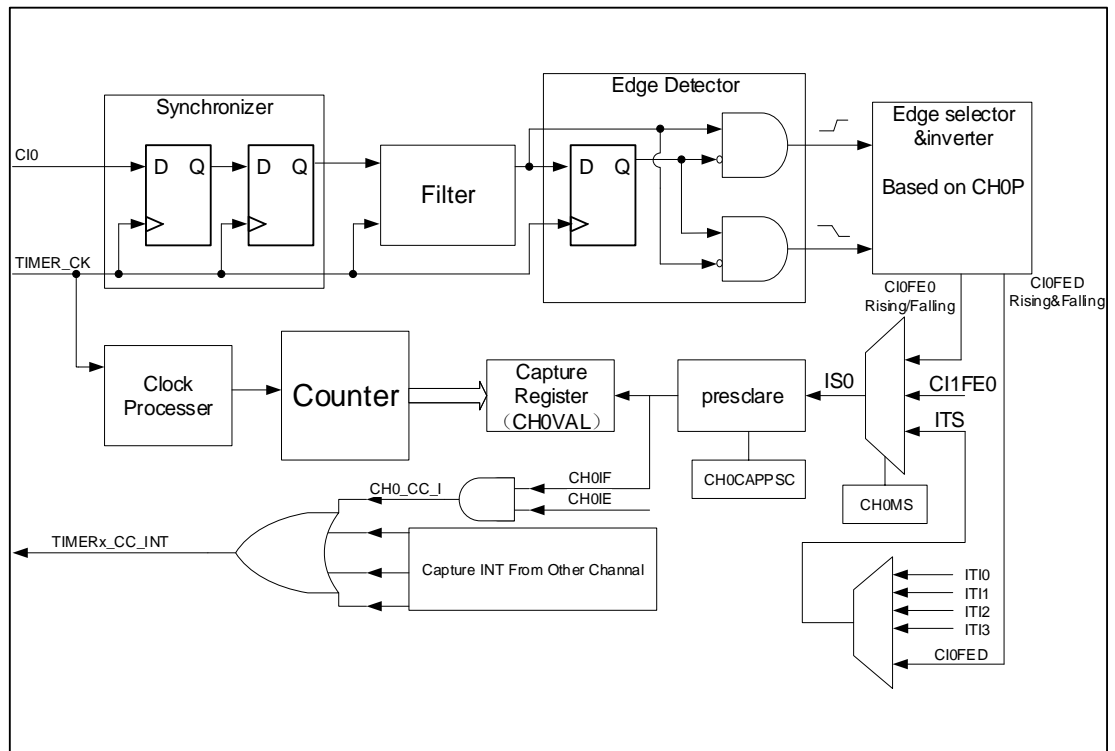 Synchronizer
Edge Detector
Edge selector
&inverter
Based on CH0P
CI0
D Q
D Q
Filter
D Q
TIMER_CK
CI0FE0
Rising/Falling
CI0FED
Rising&Falling
Clock
Processer
Counter
Capture
Register
（CH0VAL）
presclare
IS0
CI1FE0
ITS
CH0CAPPSC
CH0MS
CH0_CC_I
CH0IF
CH0IE
TIMERx_CC_INT
Capture INT From Other Channel
ITI0
ITI1
ITI2
ITI3
CI0FED